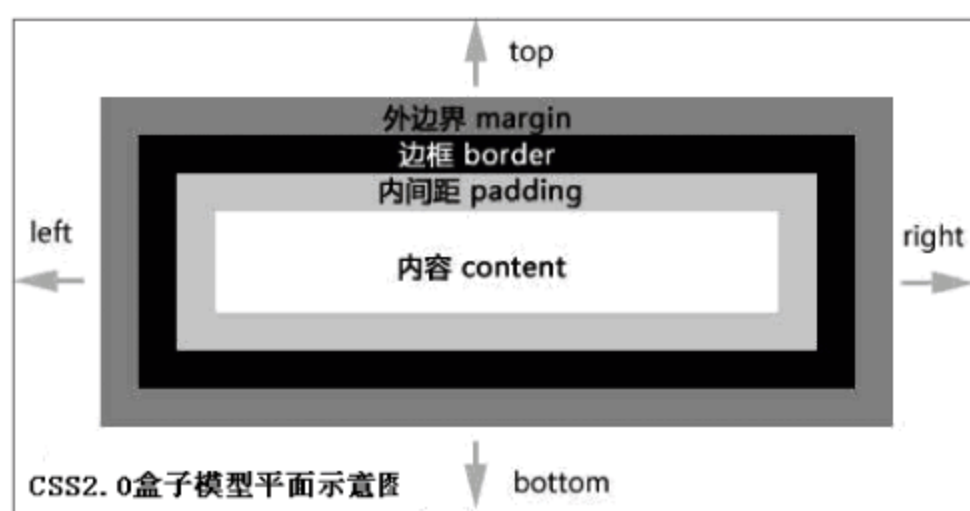 top
外边界 margin
边框 border
内间距 padding
left
right
内容 content
CSS2.0盒子模型平面示意图
bottom